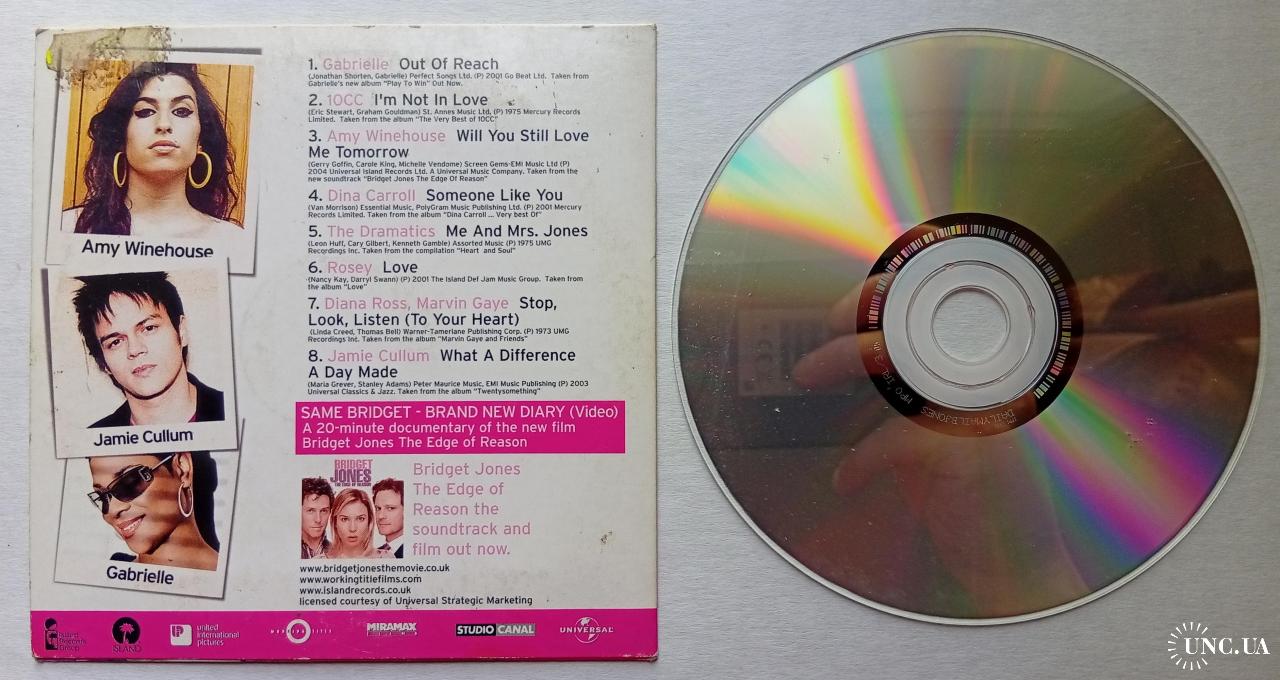 Amy Winehouse
Jamie Cullum
Gabrielle
1. Gabrielle Out Of Reach
(Jonathan Shorten, Gabrielle) Perfect Songs Ltd. (P) 2001 Go Beat Ltd. Taken from
Gabrielle's new album "Play To Win" Out Now.
2. 10CC I'm Not In Love
(Eric Stewart, Graham Gouldman) St. Annes Music Ltd, (P) 1975 Mercury Records
Limited. Taken from the album "The Very Best of 10CC"
3. Amy Winehouse Will You Still Love
Me Tomorrow
(Gerry Goffin, Carole King, Michelle Vendome) Screen Gems-EMI Music Ltd (P)
2004 Universal Island Records Ltd. A Universal Music Company. Taken from the
new soundtrack "Bridget Jones The Edge Of Reason"
4. Dina Carroll Someone Like You
(Van Morrison) Essential Music, PolyGram Music Publishing Ltd. (P) 2001 Mercury
Records Limited. Taken from the album "Dina Carroll ... Very best Of"
5. The Dramatics Me And Mrs. Jones
(Leon Huff, Cary Gilbert, Kenneth Gamble) Assorted Music (P) 1975 UMG
Recordings Inc. Taken from the compilation "Heart and Soul"
6. Rosey Love
(Nancy Kay, Darryl Swann) (P) 2001 The Island Def Jam Music Group. Taken from
the album "Love"
7. Diana Ross, Marvin Gaye Stop,
Look, Listen (To Your Heart)
(Linda Creed, Thomas Bell) Warner-Tamerlane Publishing Corp. (P) 1973 UMG
Recordings Inc. Taken from the album "Marvin Gaye and Friends"
8. Jamie Cullum What A Difference
A Day Made
(Maria Grever, Stanley Adams) Peter Maurice Music, EMI Music Publishing (P) 2003
Universal Classics & Jazz. Taken from the album "Twentysomething"
SAME BRIDGET - BRAND NEW DIARY (Video)
A 20-minute documentary of the new film
Bridget Jones The Edge of Reason
BRIDGET
JONES
THE EDGE OF REASON
Bridget Jones
The Edge of
Reason the
soundtrack and
film out now.
www.bridgetjonesthemovie.co.uk
www.workingtitlefilms.com
www.islandrecords.co.uk
licensed courtesy of Universal Strategic Marketing
Island
Records
Group
ISLAND
united
international
pictures
WORKING TITLE
MIRAMAX
STUDIO CANAL
UNIVERSAL
DAILYMAILBJONES
UNC.UA